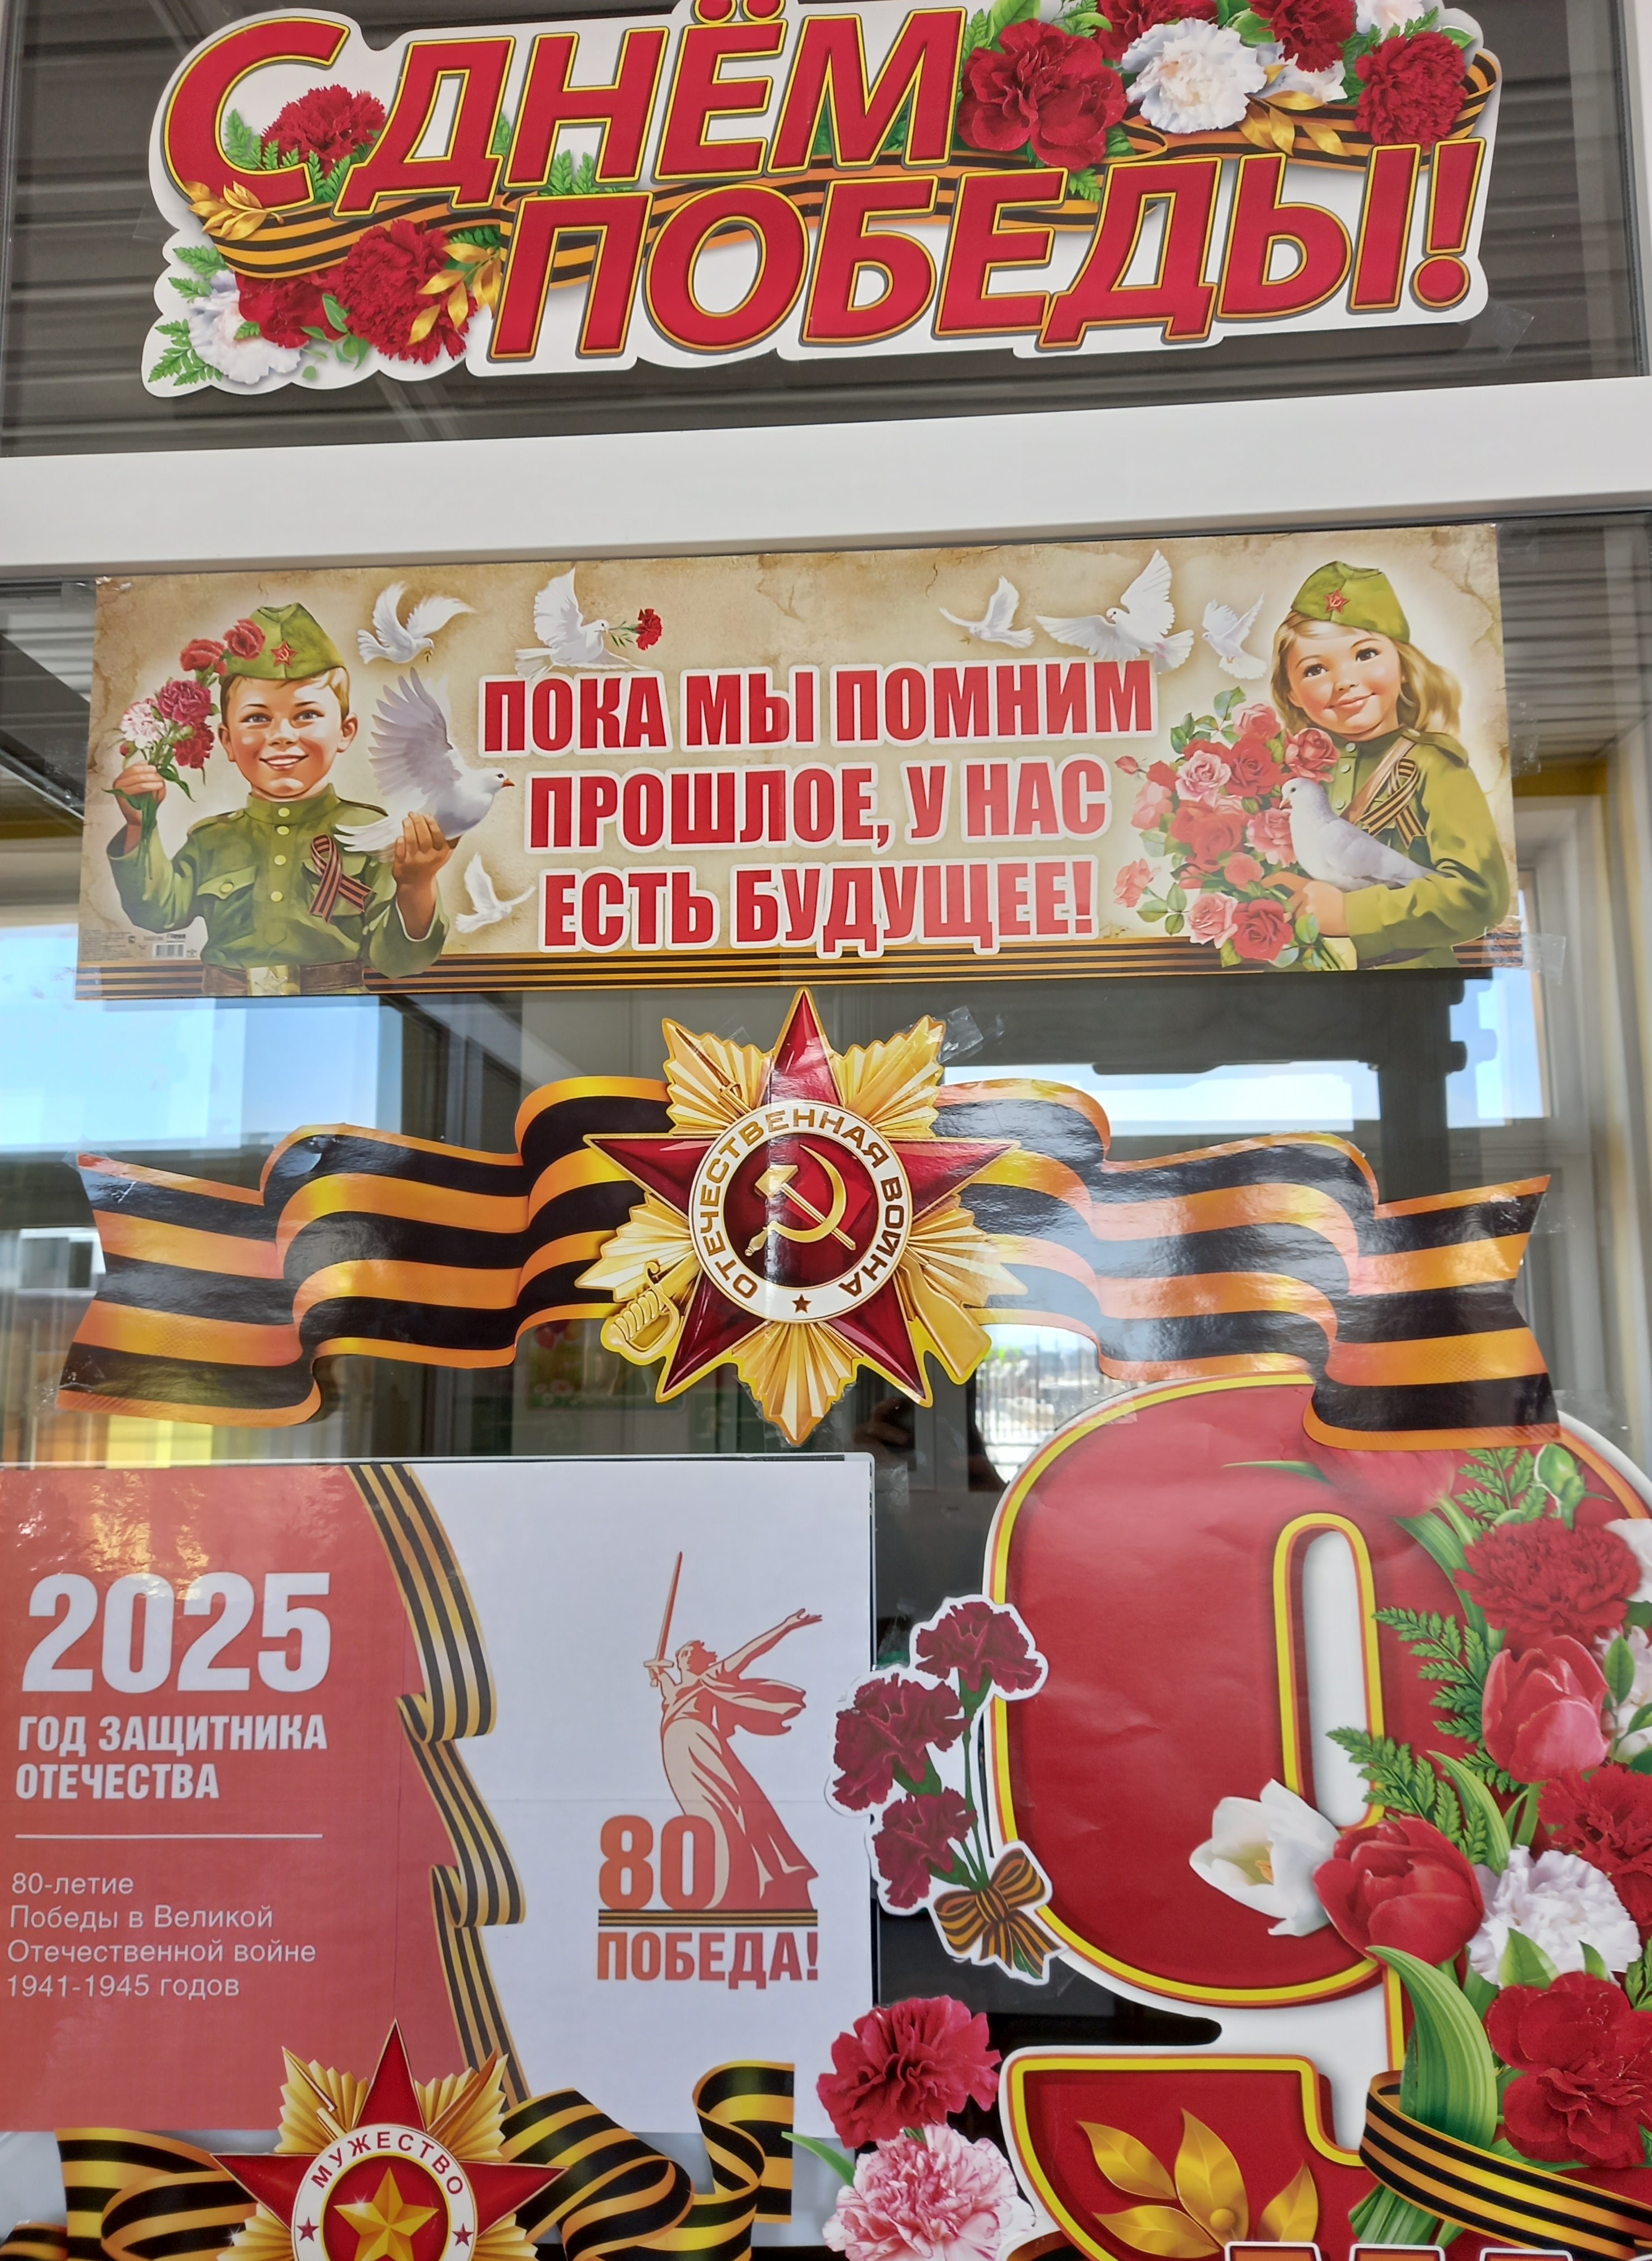 С ДНЁМ
ПОБЕДЫ!
ПОКА МЫ ПОМНИМ
ПРОШЛОЕ, У НАС
ЕСТЬ БУДУЩЕЕ!
ОТЕЧЕСТВЕННАЯ ВОЙНА
2025
ГОД ЗАЩИТНИКА
ОТЕЧЕСТВА
80-летие
Победы в Великой
Отечественной войне
1941-1945 годов
80
ПОБЕДА!
9
МУЖЕСТВО